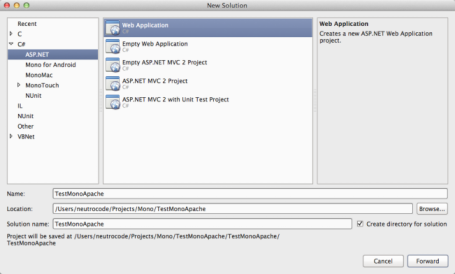 New Solution
Recent
C
C#
ASP.NET
Mono for Android
MonoMac
MonoTouch
NUnit
IL
NUnit
Other
VBNet
Web Application
C#
Empty Web Application
C#
Empty ASP.NET MVC 2 Project
C#
ASP.NET MVC 2 Project
C#
ASP.NET MVC 2 with Unit Test Project
C#
Web Application
Creates a new ASP.NET Web Application
project.
Name:
TestMonoApache
Location:
/Users/neutrocode/Projects/Mono/TestMonoApache
Browse...
Solution name:
TestMonoApache
Create directory for solution
Project will be saved at /Users/neutrocode/Projects/Mono/TestMonoApache/TestMonoApache/
TestMonoApache
Cancel
Forward